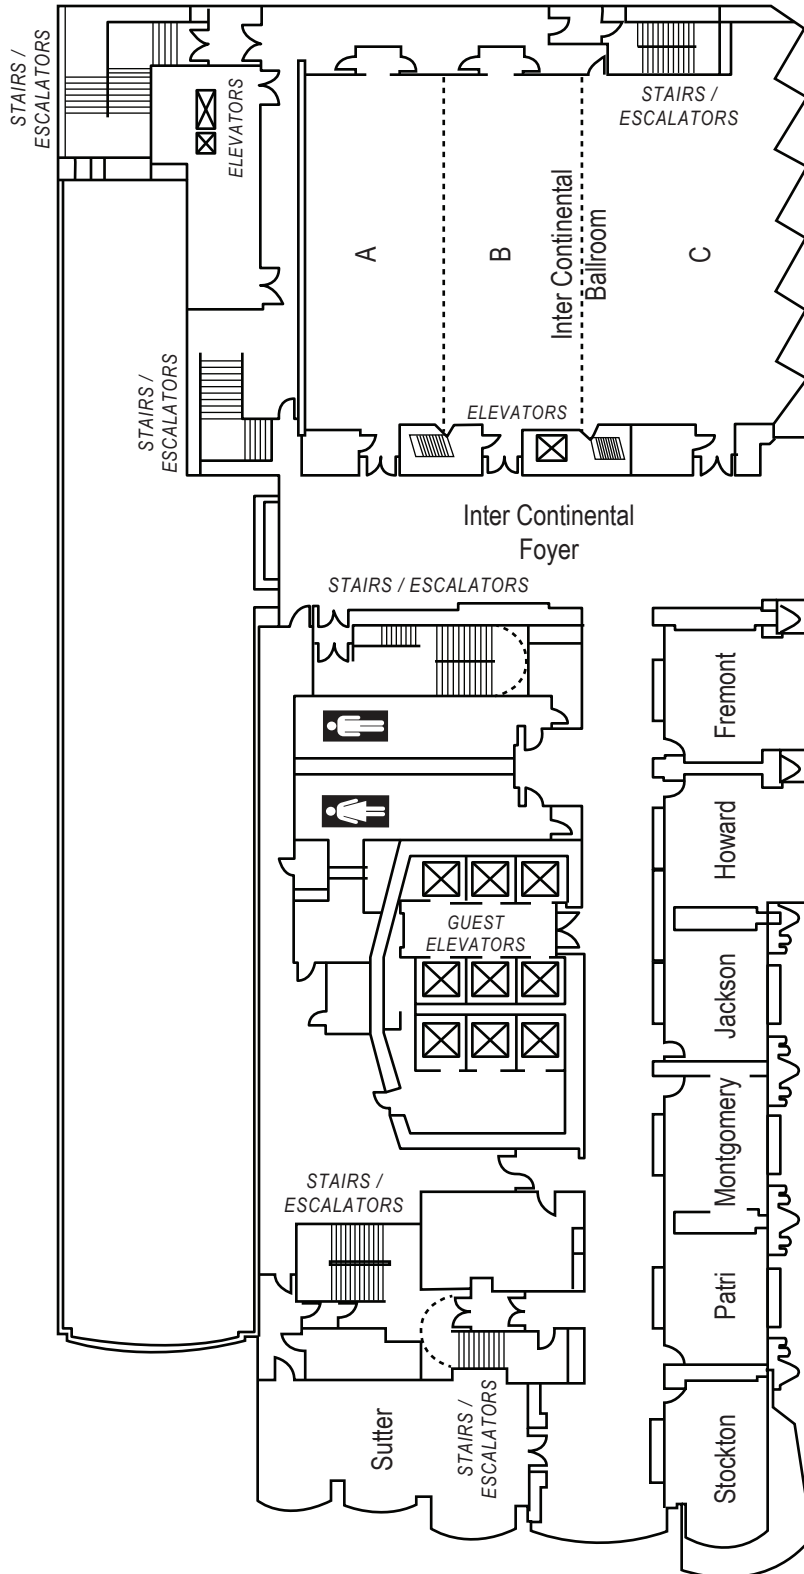 STAIRS /
ESCALATORS
ELEVATORS
STAIRS /
ESCALATORS
A
B
Inter Continental
Ballroom
C
STAIRS /
ESCALATORS
ELEVATORS
Inter Continental
Foyer
STAIRS / ESCALATORS
Fremont
Howard
GUEST
ELEVATORS
Jackson
Montgomery
STAIRS /
ESCALATORS
Patri
Sutter
STAIRS /
ESCALATORS
Stockton